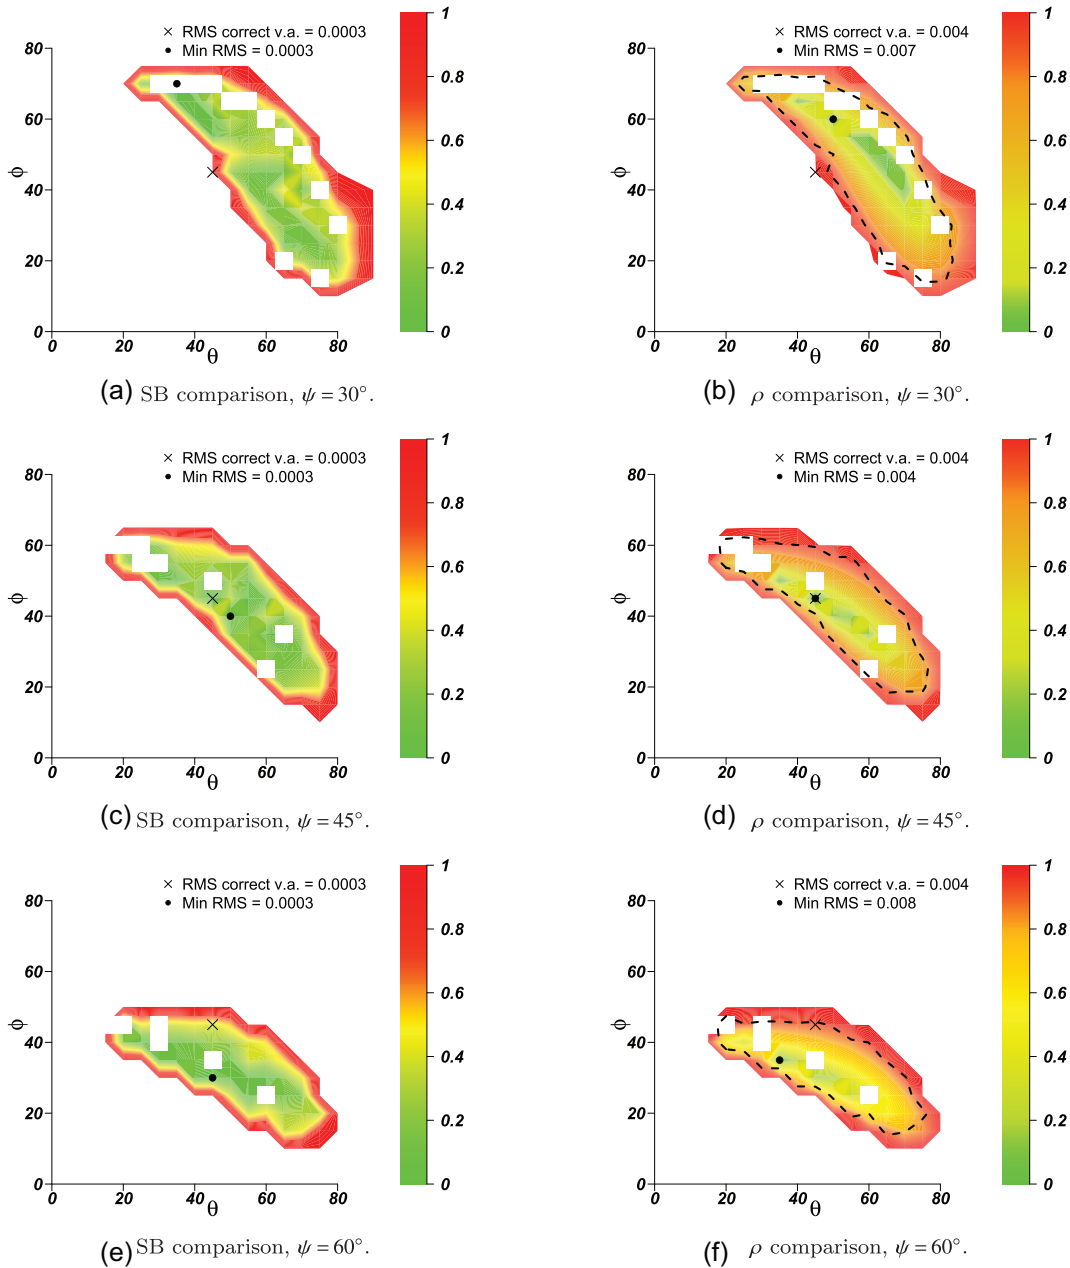 × RMS correct v.a. = 0.0003
● Min RMS = 0.0003
80
60
40
20
0
ϕ
0 20 40 60 80
θ
1
0.8
0.6
0.4
0.2
0
(a) SB comparison, ψ = 30°.
× RMS correct v.a. = 0.004
● Min RMS = 0.007
80
60
40
20
0
ϕ
0 20 40 60 80
θ
1
0.8
0.6
0.4
0.2
0
(b) ρ comparison, ψ = 30°.
× RMS correct v.a. = 0.0003
● Min RMS = 0.0003
80
60
40
20
0
ϕ
0 20 40 60 80
θ
1
0.8
0.6
0.4
0.2
0
(c) SB comparison, ψ = 45°.
× RMS correct v.a. = 0.004
● Min RMS = 0.004
80
60
40
20
0
ϕ
0 20 40 60 80
θ
1
0.8
0.6
0.4
0.2
0
(d) ρ comparison, ψ = 45°.
× RMS correct v.a. = 0.0003
● Min RMS = 0.0003
80
60
40
20
0
ϕ
0 20 40 60 80
θ
1
0.8
0.6
0.4
0.2
0
(e) SB comparison, ψ = 60°.
× RMS correct v.a. = 0.004
● Min RMS = 0.008
80
60
40
20
0
ϕ
0 20 40 60 80
θ
1
0.8
0.6
0.4
0.2
0
(f) ρ comparison, ψ = 60°.